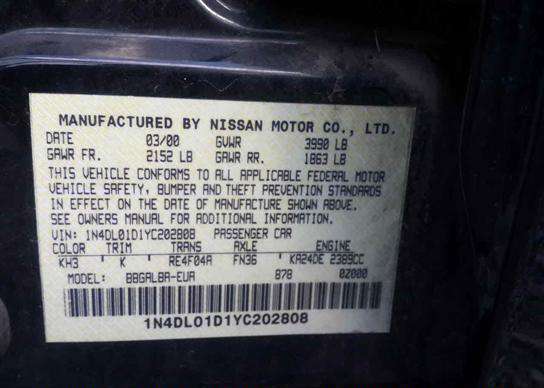 MANUFACTURED BY NISSAN MOTOR CO., LTD.
DATE 03/00 GVWR 3990 LB
GAWR FR. 2152 LB GAWR RR. 1863 LB
THIS VEHICLE CONFORMS TO ALL APPLICABLE FEDERAL MOTOR
VEHICLE SAFETY, BUMPER AND THEFT PREVENTION STANDARDS
IN EFFECT ON THE DATE OF MANUFACTURE SHOWN ABOVE.
SEE OWNERS MANUAL FOR ADDITIONAL INFORMATION.
VIN: 1N4DL01D1YC202808 PASSENGER CAR
COLOR TRIM TRANS AXLE ENGINE
KH3 K RE4F04A FN36 KA24DE 2389CC
MODEL: BBGALBA-EUA 878 0Z000
1N4DL01D1YC202808